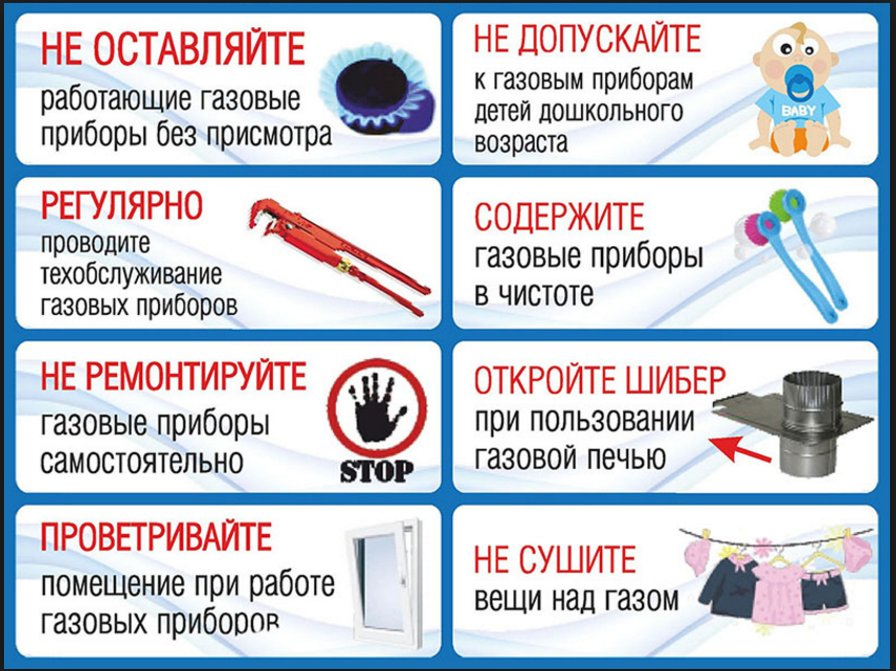 НЕ ОСТАВЛЯЙТЕ
работающие газовые
приборы без присмотра
НЕ ДОПУСКАЙТЕ
к газовым приборам
детей дошкольного
возраста
BABY
РЕГУЛЯРНО
проводите
техобслуживание
газовых приборов
СОДЕРЖИТЕ
газовые приборы
в чистоте
НЕ РЕМОНТИРУЙТЕ
газовые приборы
самостоятельно
STOP
ОТКРОЙТЕ ШИБЕР
при пользовании
газовой печью
ПРОВЕТРИВАЙТЕ
помещение при работе
газовых приборов
НЕ СУШИТЕ
вещи над газом